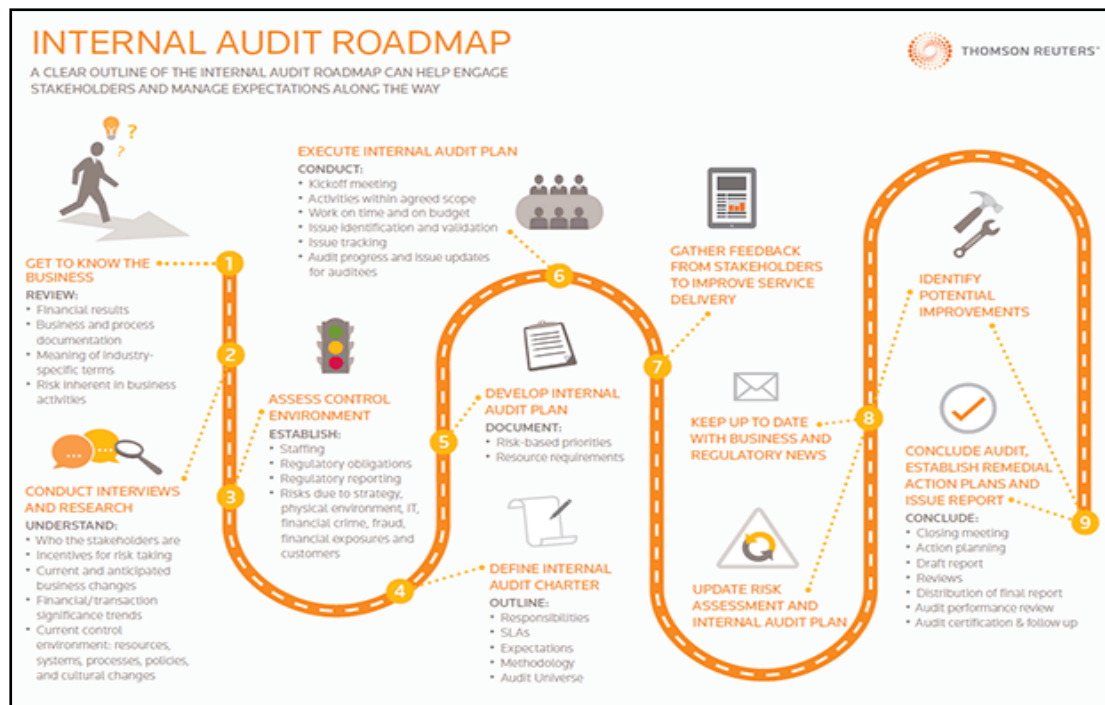 INTERNAL AUDIT ROADMAP
A CLEAR OUTLINE OF THE INTERNAL AUDIT ROADMAP CAN HELP ENGAGE
STAKEHOLDERS AND MANAGE EXPECTATIONS ALONG THE WAY
THOMSON REUTERS™
? ?
1
GET TO KNOW THE
BUSINESS
REVIEW:
• Financial results
• Business and process
documentation
• Meaning of industry-
specific terms
• Risk inherent in business
activities
2
CONDUCT INTERVIEWS
AND RESEARCH
UNDERSTAND:
• Who the stakeholders are
• Incentives for risk taking
• Current and anticipated
business changes
• Financial/transaction
significance trends
• Current control
environment: resources,
systems, processes, policies,
and cultural changes
3
ASSESS CONTROL
ENVIRONMENT
ESTABLISH:
• Staffing
• Regulatory obligations
• Regulatory reporting
• Risks due to strategy,
physical environment, IT,
financial crime, fraud,
financial exposures and
customers
4
DEFINE INTERNAL
AUDIT CHARTER
OUTLINE:
• Responsibilities
• SLAs
• Expectations
• Methodology
• Audit Universe
5
DEVELOP INTERNAL
AUDIT PLAN
DOCUMENT:
• Risk-based priorities
• Resource requirements
6
EXECUTE INTERNAL AUDIT PLAN
CONDUCT:
• Kickoff meeting
• Activities within agreed scope
• Work on time and on budget
• Issue identification and validation
• Issue tracking
• Audit progress and issue updates
for auditees
7
GATHER FEEDBACK
FROM STAKEHOLDERS
TO IMPROVE SERVICE
DELIVERY
8
KEEP UP TO DATE
WITH BUSINESS AND
REGULATORY NEWS
UPDATE RISK
ASSESSMENT AND
INTERNAL AUDIT PLAN
IDENTIFY
POTENTIAL
IMPROVEMENTS
9
CONCLUDE AUDIT,
ESTABLISH REMEDIAL
ACTION PLANS AND
ISSUE REPORT
CONCLUDE:
• Closing meeting
• Action planning
• Draft report
• Reviews
• Distribution of final report
• Audit performance review
• Audit certification & follow up